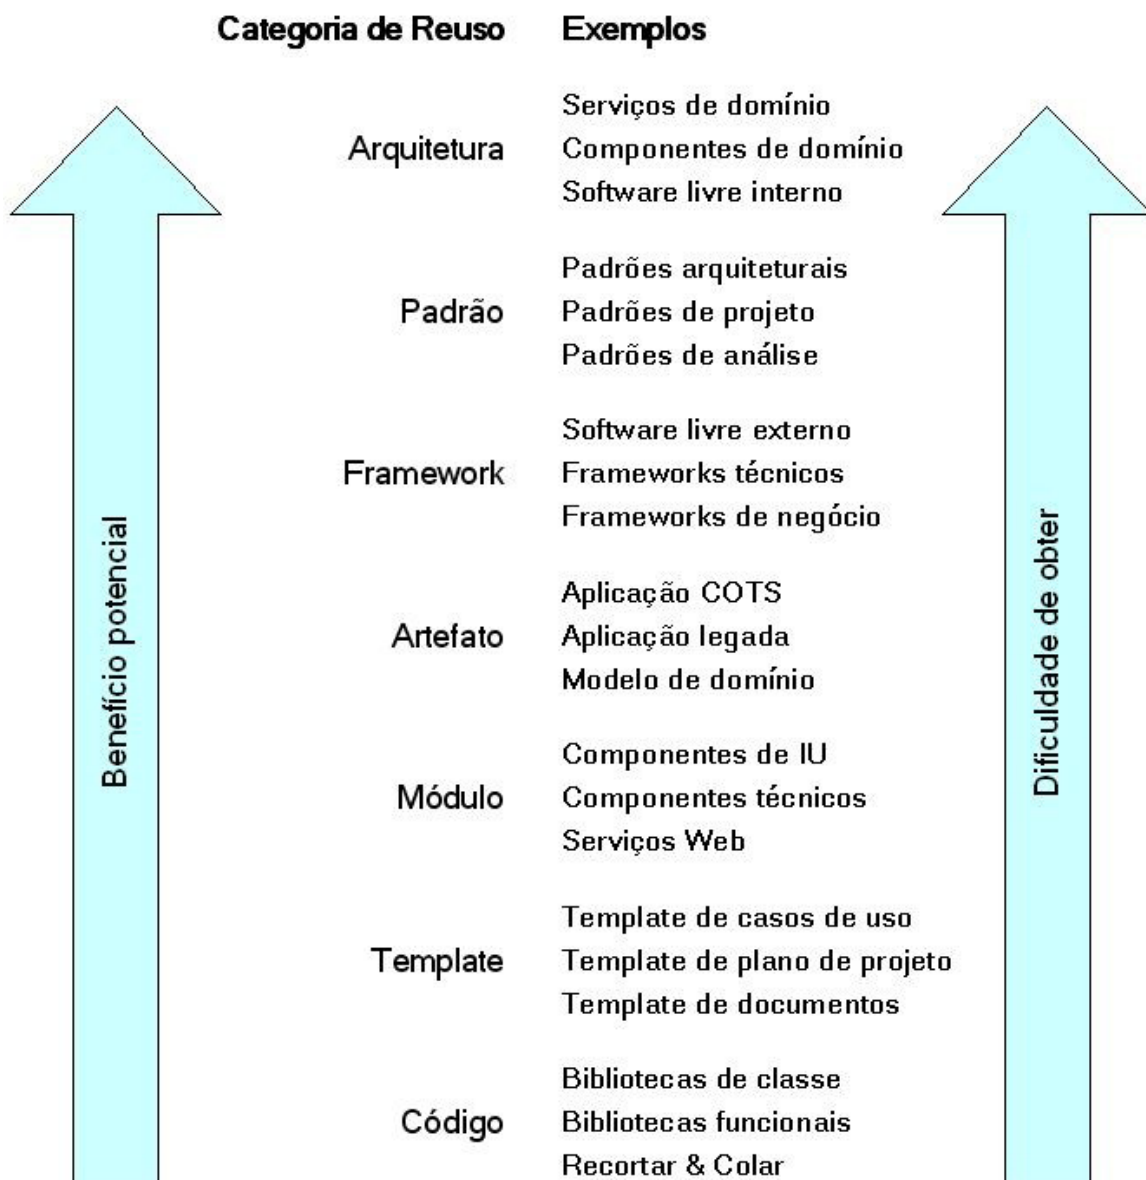 Categoria de Reuso Exemplos
Serviços de domínio
Arquitetura Componentes de domínio
Software livre interno
Padrões arquiteturais
Padrão Padrões de projeto
Padrões de análise
Software livre externo
Framework Frameworks técnicos
Frameworks de negócio
Aplicação COTS
Artefato Aplicação legada
Modelo de domínio
Componentes de IU
Módulo Componentes técnicos
Serviços Web
Template de casos de uso
Template Template de plano de projeto
Template de documentos
Bibliotecas de classe
Código Bibliotecas funcionais
Recortar & Colar
Benefício potencial
Dificuldade de obter